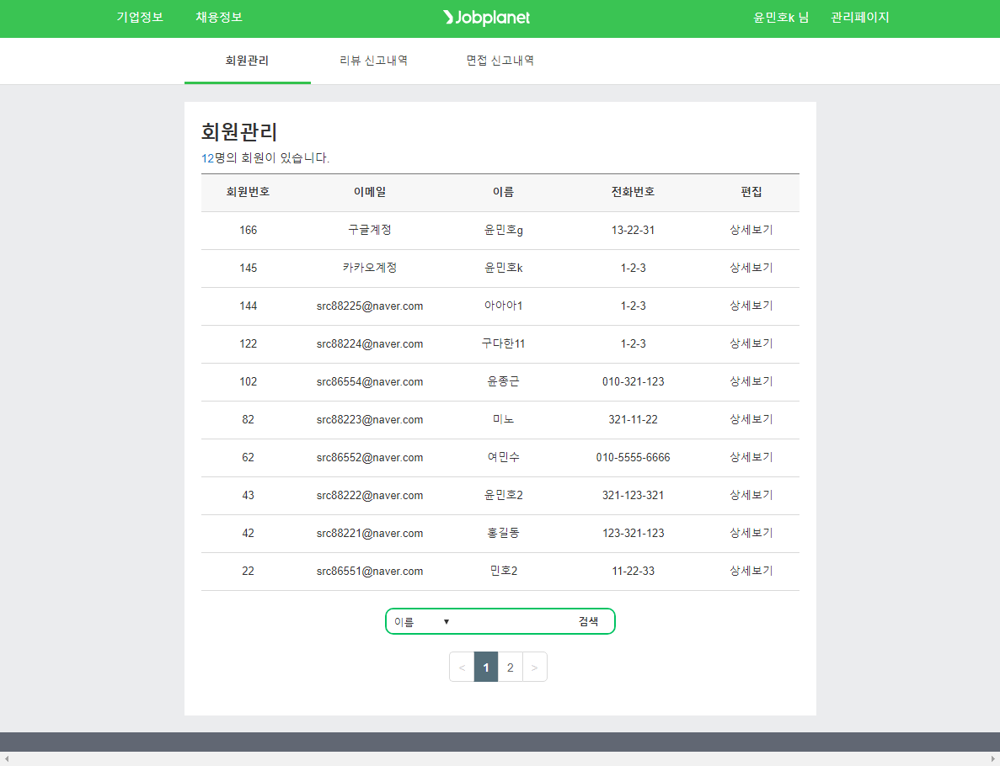 기업정보 채용정보 Jobplanet 윤민호k 님 관리페이지
회원관리 리뷰 신고내역 면접 신고내역
회원관리
12명의 회원이 있습니다.
회원번호 이메일 이름 전화번호 편집
166 구글계정 윤민호g 13-22-31 상세보기
145 카카오계정 윤민호k 1-2-3 상세보기
144 src88225@naver.com 아아아1 1-2-3 상세보기
122 src88224@naver.com 구다한11 1-2-3 상세보기
102 src86554@naver.com 윤종근 010-321-123 상세보기
82 src88223@naver.com 미노 321-11-22 상세보기
62 src86552@naver.com 여민수 010-5555-6666 상세보기
43 src88222@naver.com 윤민호2 321-123-321 상세보기
42 src88221@naver.com 홍길동 123-321-123 상세보기
22 src86551@naver.com 민호2 11-22-33 상세보기
이름 ▼ 검색
< 1 2 >